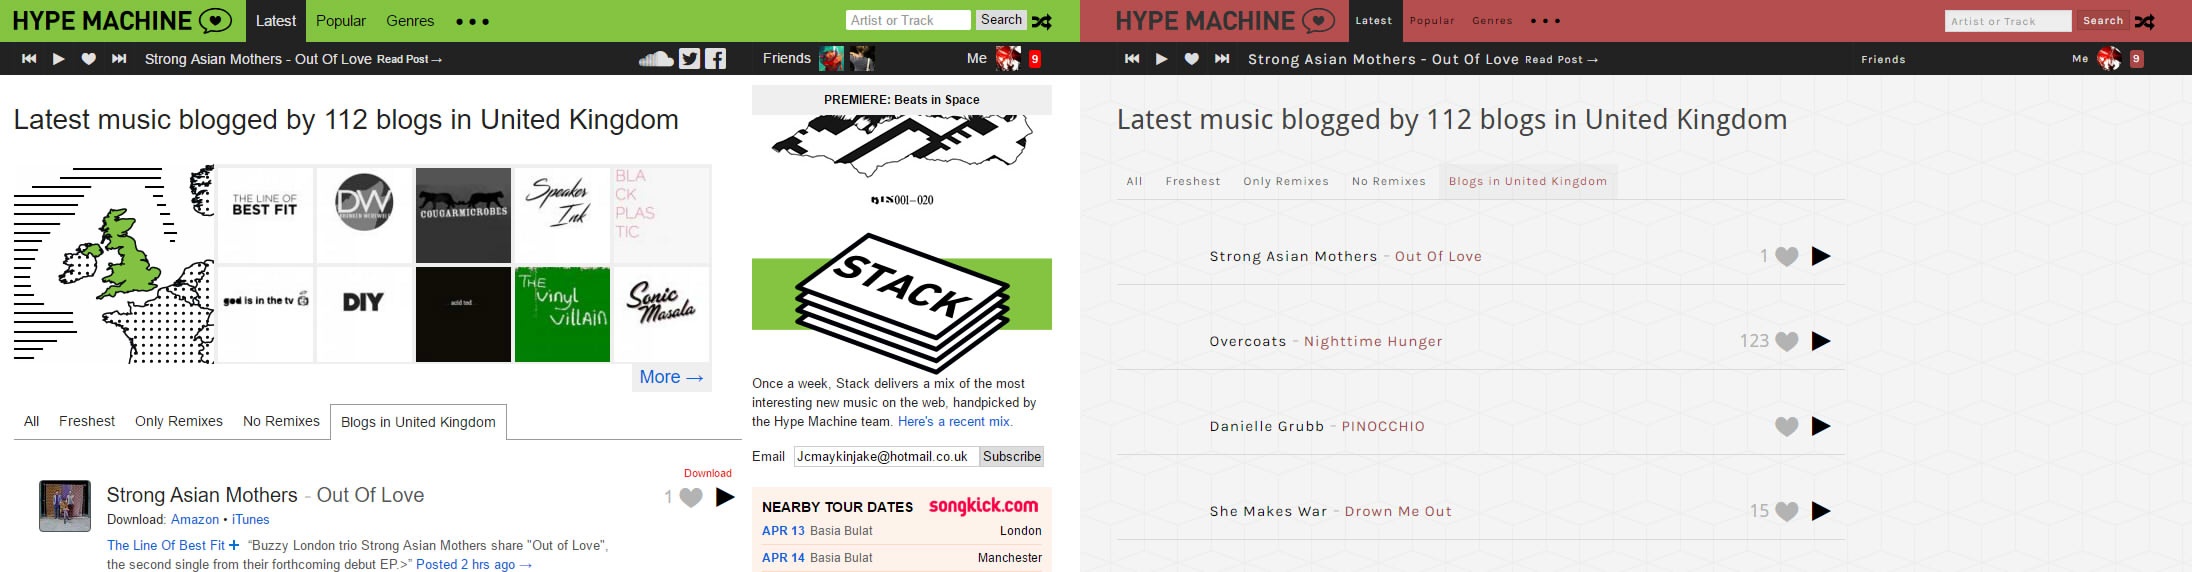 HYPE MACHINE Latest Popular Genres Artist or Track Search
Strong Asian Mothers - Out Of Love Read Post → Friends Me 9
Latest music blogged by 112 blogs in United Kingdom
THE LINE OF
BEST FIT
DW
COUGARMICROBES
Speaker
Ink
BLA
CK
PLAS
TIC
god is in the tv
DIY
acid ted
THE
Vinyl
VillAin
Sonic
Masala
More →
All Freshest Only Remixes No Remixes Blogs in United Kingdom
Download
1
Strong Asian Mothers - Out Of Love
Download: Amazon • iTunes
The Line Of Best Fit + “Buzzy London trio Strong Asian Mothers share "Out of Love",
the second single from their forthcoming debut EP.>” Posted 2 hrs ago →
PREMIERE: Beats in Space
BIS001–020
STACK
Once a week, Stack delivers a mix of the most
interesting new music on the web, handpicked by
the Hype Machine team. Here's a recent mix.
Email Jcmaykinjake@hotmail.co.uk Subscribe
NEARBY TOUR DATES songkick.com
APR 13 Basia Bulat London
APR 14 Basia Bulat Manchester
HYPE MACHINE Latest Popular Genres Artist or Track Search
Strong Asian Mothers - Out Of Love Read Post → Friends Me 9
Latest music blogged by 112 blogs in United Kingdom
All Freshest Only Remixes No Remixes Blogs in United Kingdom
Strong Asian Mothers - Out Of Love 1
Overcoats - Nighttime Hunger 123
Danielle Grubb - PINOCCHIO
She Makes War - Drown Me Out 15